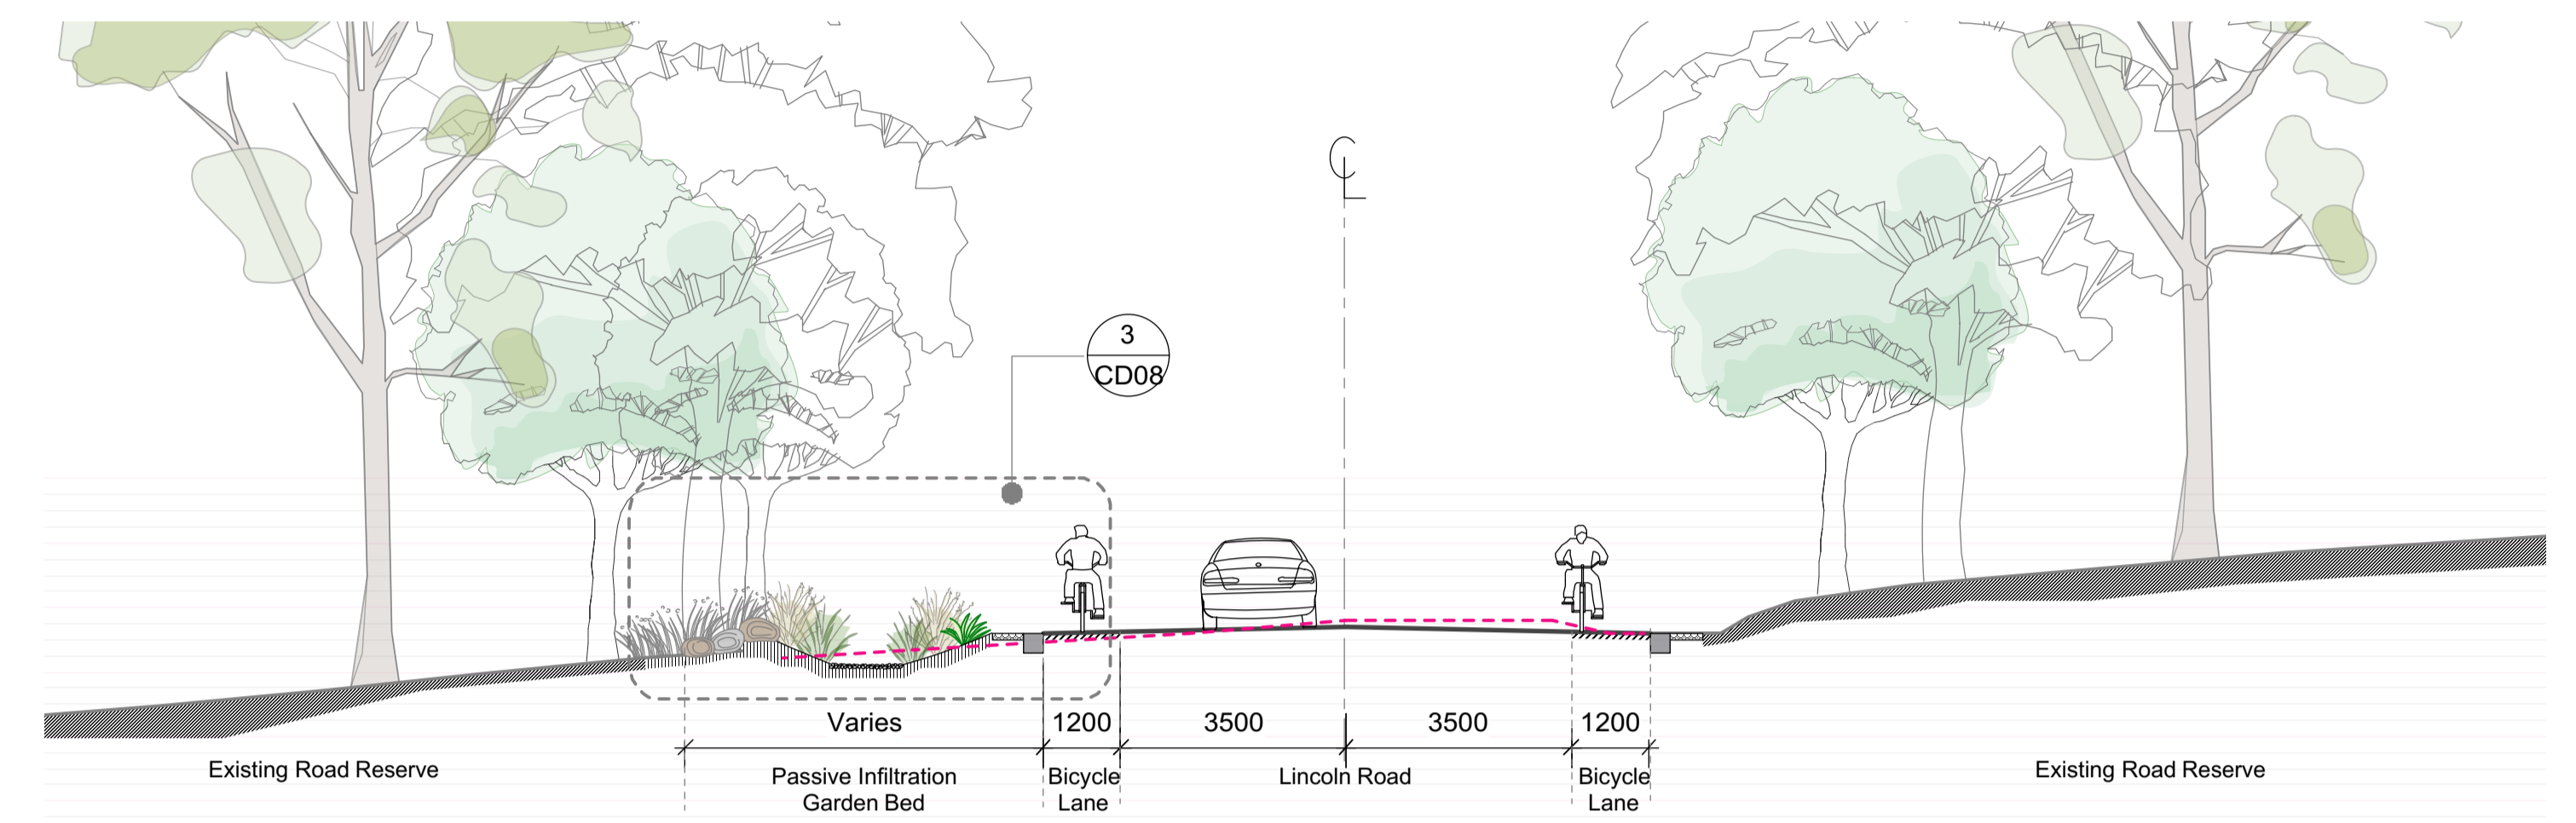 ℄
3
CD08
Varies
1200
3500
3500
1200
Existing Road Reserve
Passive Infiltration
Garden Bed
Bicycle
Lane
Lincoln Road
Bicycle
Lane
Existing Road Reserve